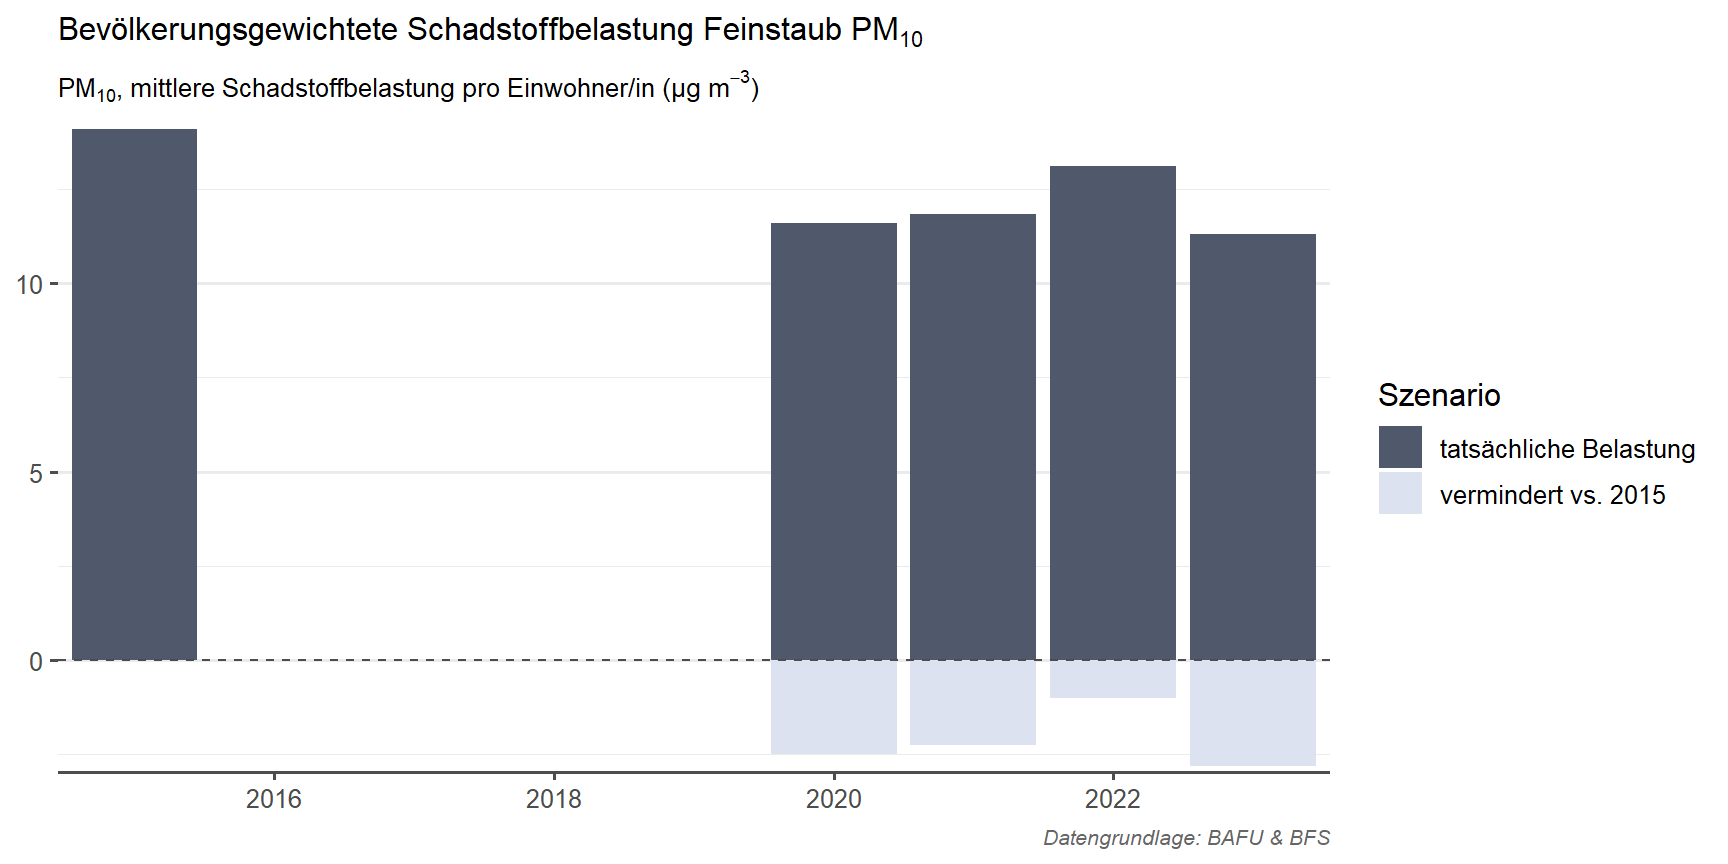 Bevölkerungsgewichtete Schadstoffbelastung Feinstaub PM₁₀
PM₁₀, mittlere Schadstoffbelastung pro Einwohner/in (µg m⁻³)
10
5
0
2016 2018 2020 2022
Szenario
tatsächliche Belastung
vermindert vs. 2015
Datengrundlage: BAFU & BFS